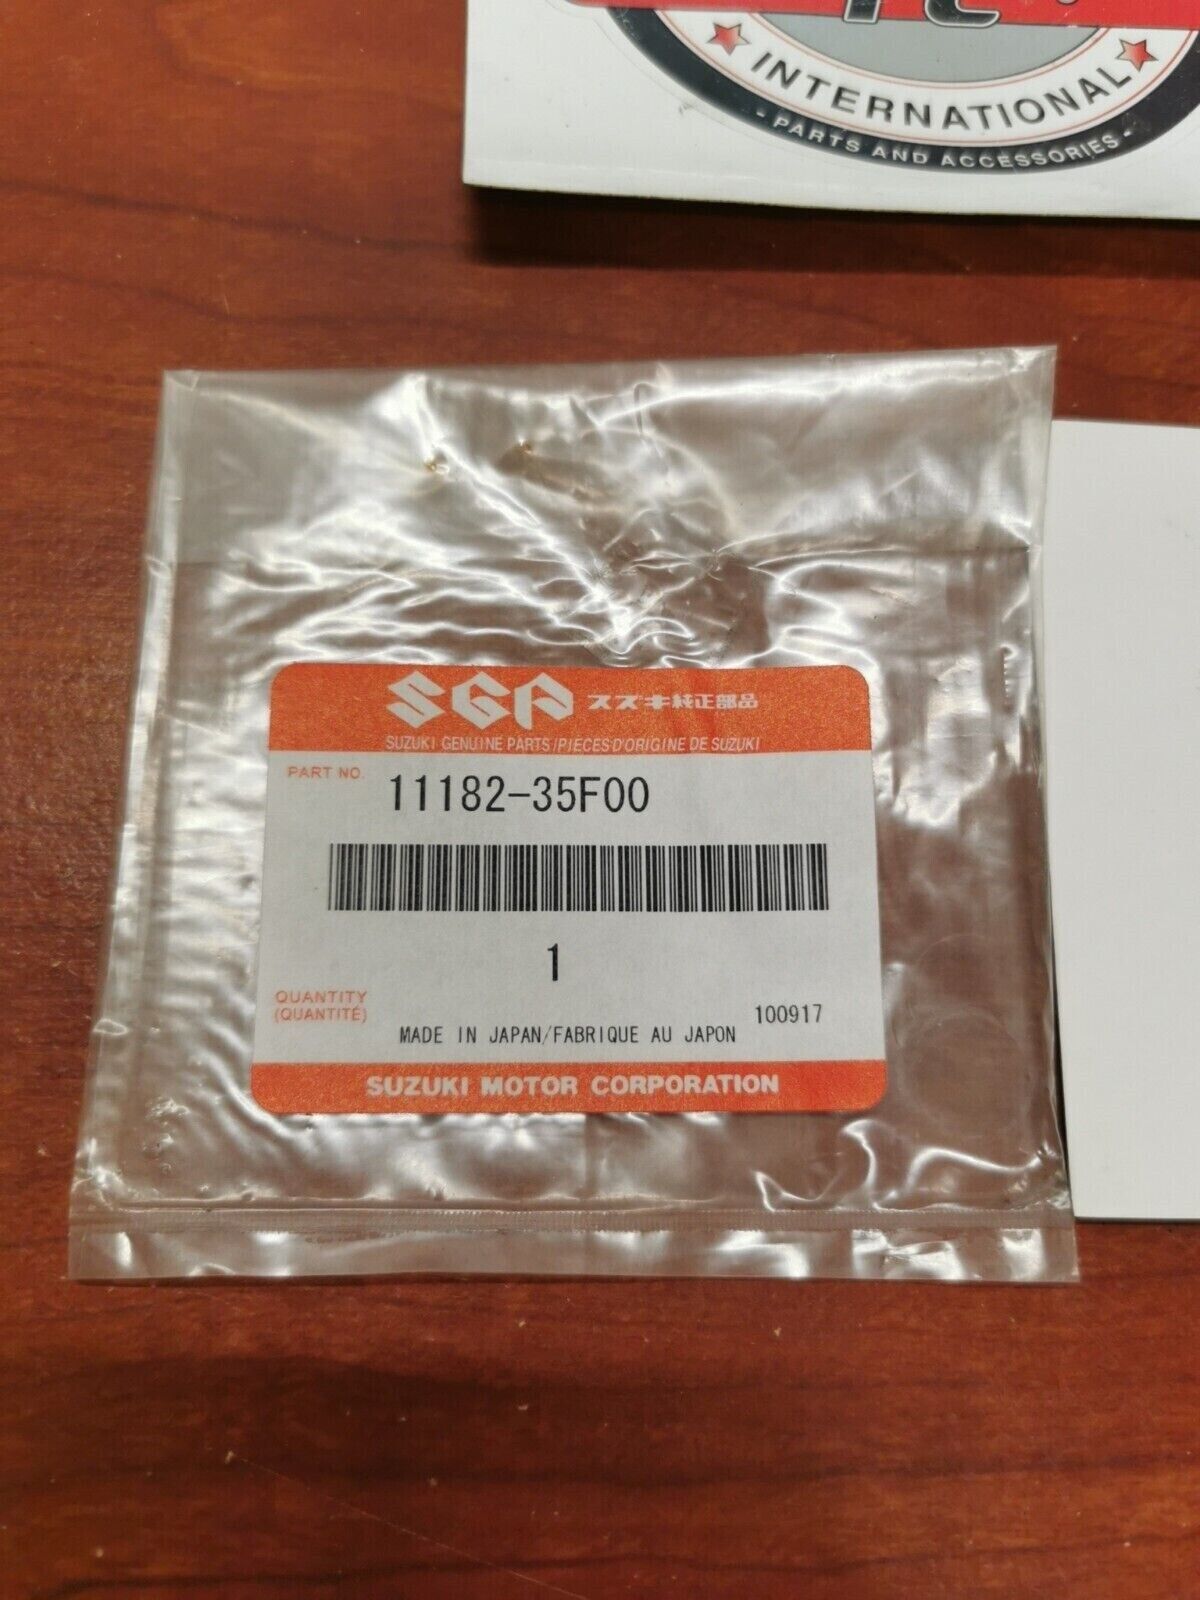 INTERNATIONAL
- PARTS AND ACCESSORIES -
SGP スズキ純正部品
SUZUKI GENUINE PARTS/PIECES D'ORIGINE DE SUZUKI
PART NO. 11182-35F00
1
QUANTITY
(QUANTITÉ)
100917
MADE IN JAPAN/FABRIQUE AU JAPON
SUZUKI MOTOR CORPORATION